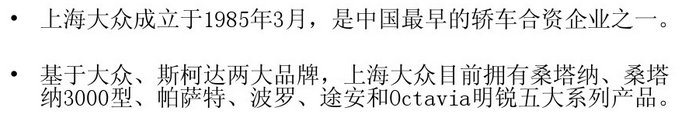 • 上海大众成立于1985年3月，是中国最早的轿车合资企业之一。
• 基于大众、斯柯达两大品牌，上海大众目前拥有桑塔纳、桑塔
纳3000型、帕萨特、波罗、途安和Octavia明锐五大系列产品。